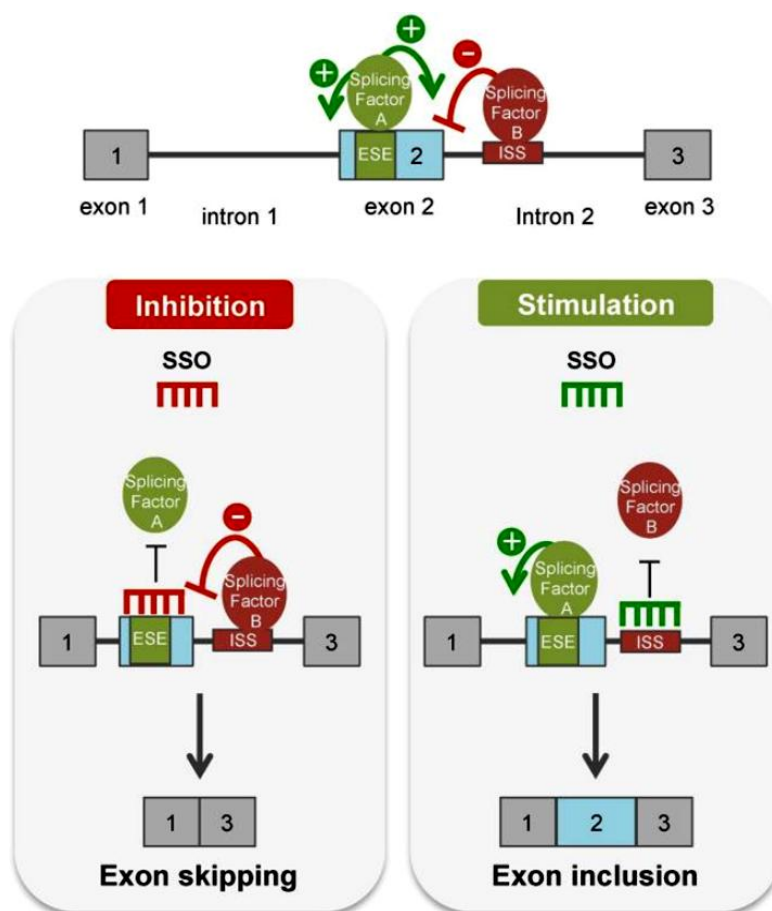 +
+
−
Splicing
Factor
A
Splicing
Factor
B
1
ESE
2
ISS
3
exon 1
intron 1
exon 2
Intron 2
exon 3
Inhibition
SSO
Splicing
Factor
A
−
Splicing
Factor
B
1
ESE
ISS
3
1
3
Exon skipping
Stimulation
SSO
Splicing
Factor
B
+
Splicing
Factor
A
1
ESE
ISS
3
1
2
3
Exon inclusion